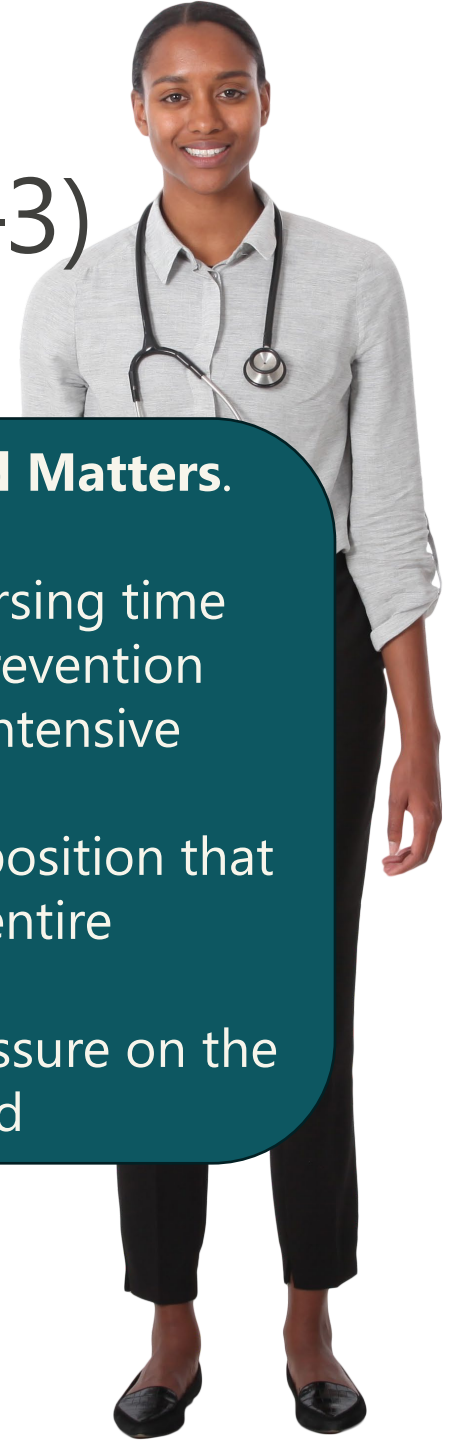 -3)
d Matters.
rsing time
revention
ntensive
position that
entire
ssure on the
d